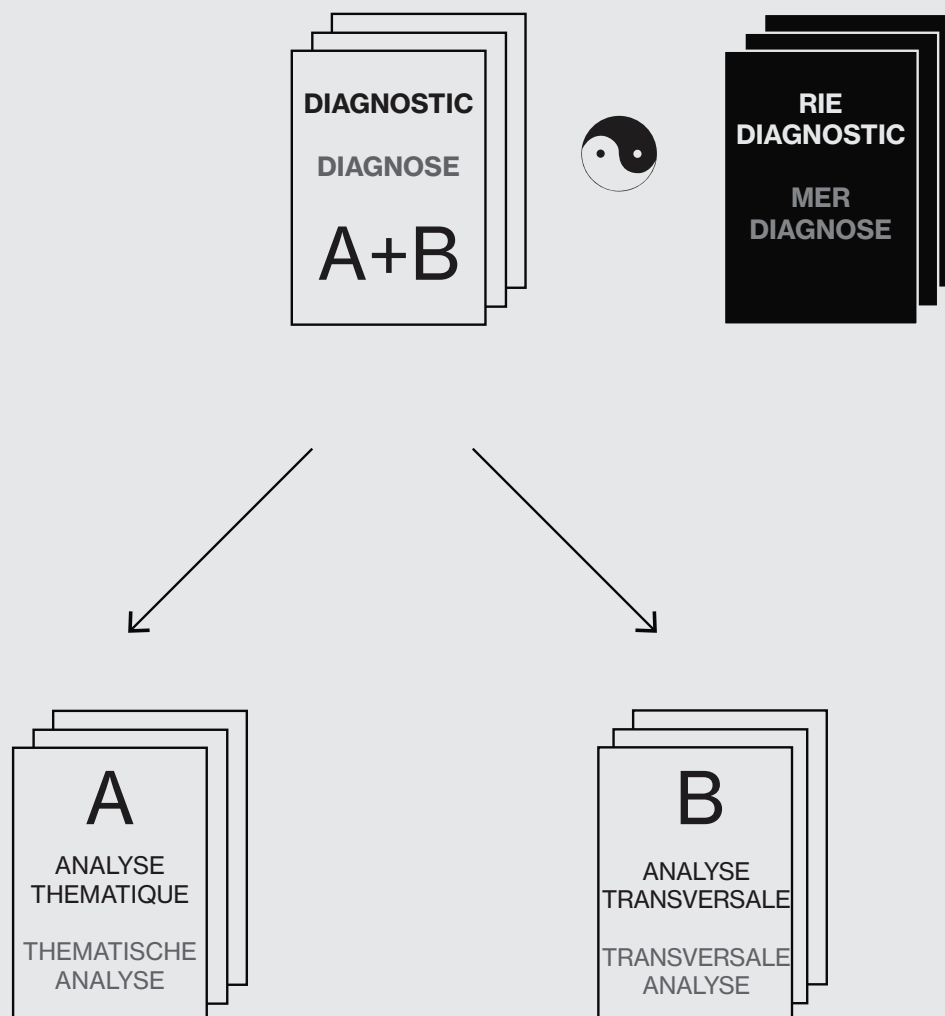 DIAGNOSTIC
DIAGNOSE
A+B
RIE
DIAGNOSTIC
MER
DIAGNOSE
A
ANALYSE
THEMATIQUE
THEMATISCHE
ANALYSE
B
ANALYSE
TRANSVERSALE
TRANSVERSALE
ANALYSE